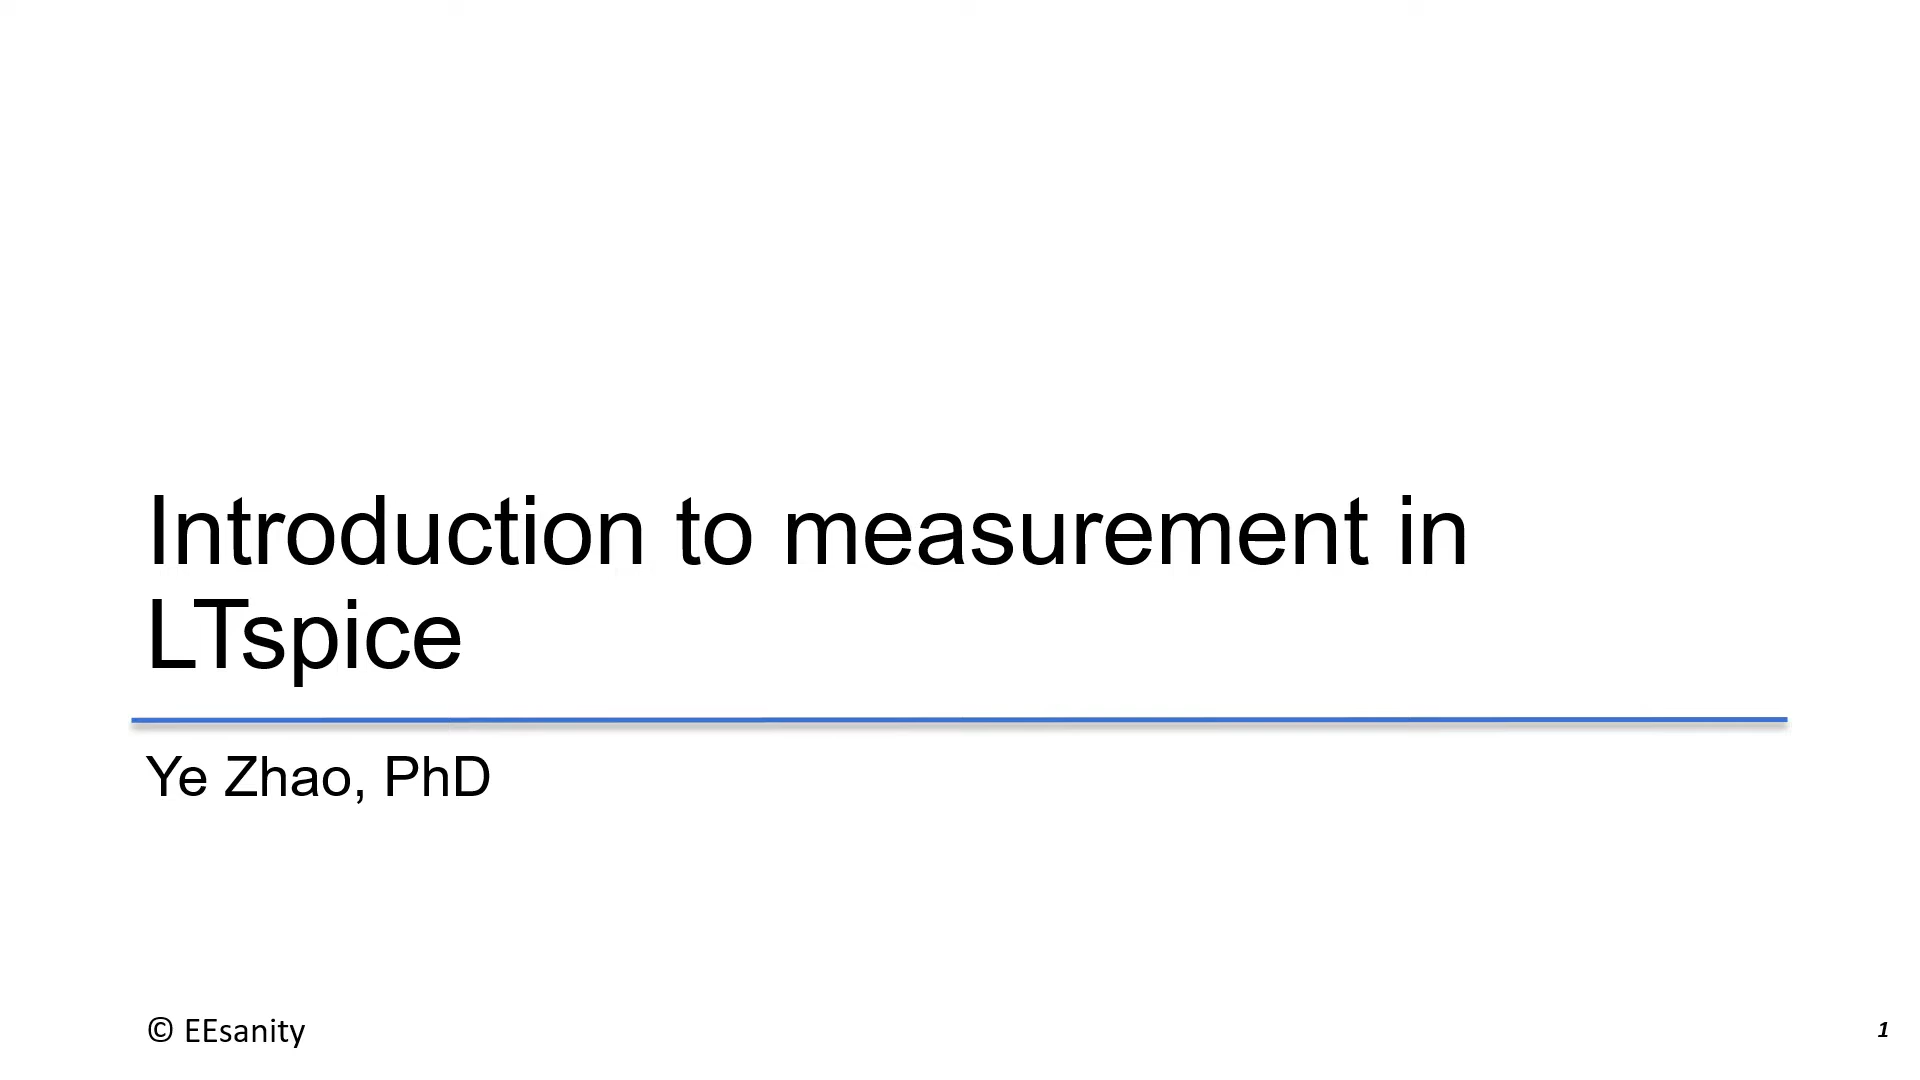 Introduction to measurement in
LTspice
Ye Zhao, PhD
© EEsanity
1